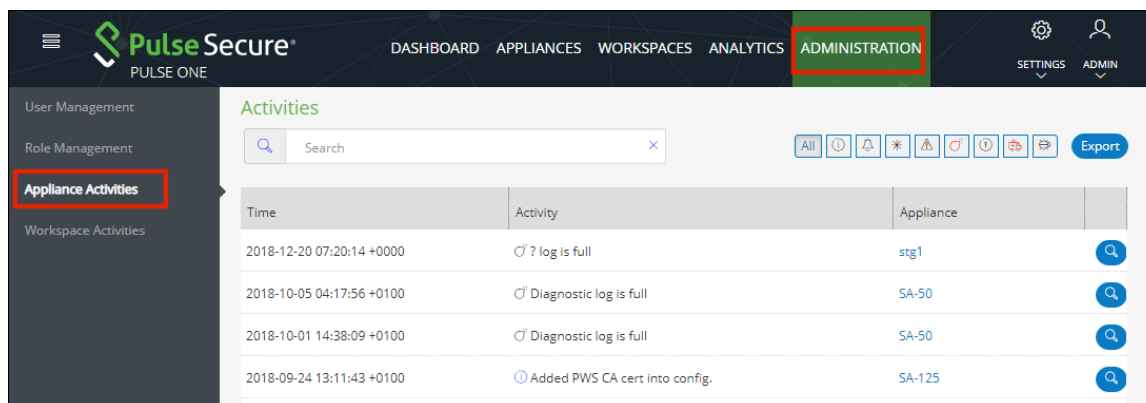 Pulse Secure®
PULSE ONE
DASHBOARD APPLIANCES WORKSPACES ANALYTICS ADMINISTRATION
SETTINGS ADMIN
User Management
Role Management
Appliance Activities
Workspace Activities
Activities
Search
All
Export
Time Activity Appliance
2018-12-20 07:20:14 +0000 ? log is full stg1
2018-10-05 04:17:56 +0100 Diagnostic log is full SA-50
2018-10-01 14:38:09 +0100 Diagnostic log is full SA-50
2018-09-24 13:11:43 +0100 Added PWS CA cert into config. SA-125